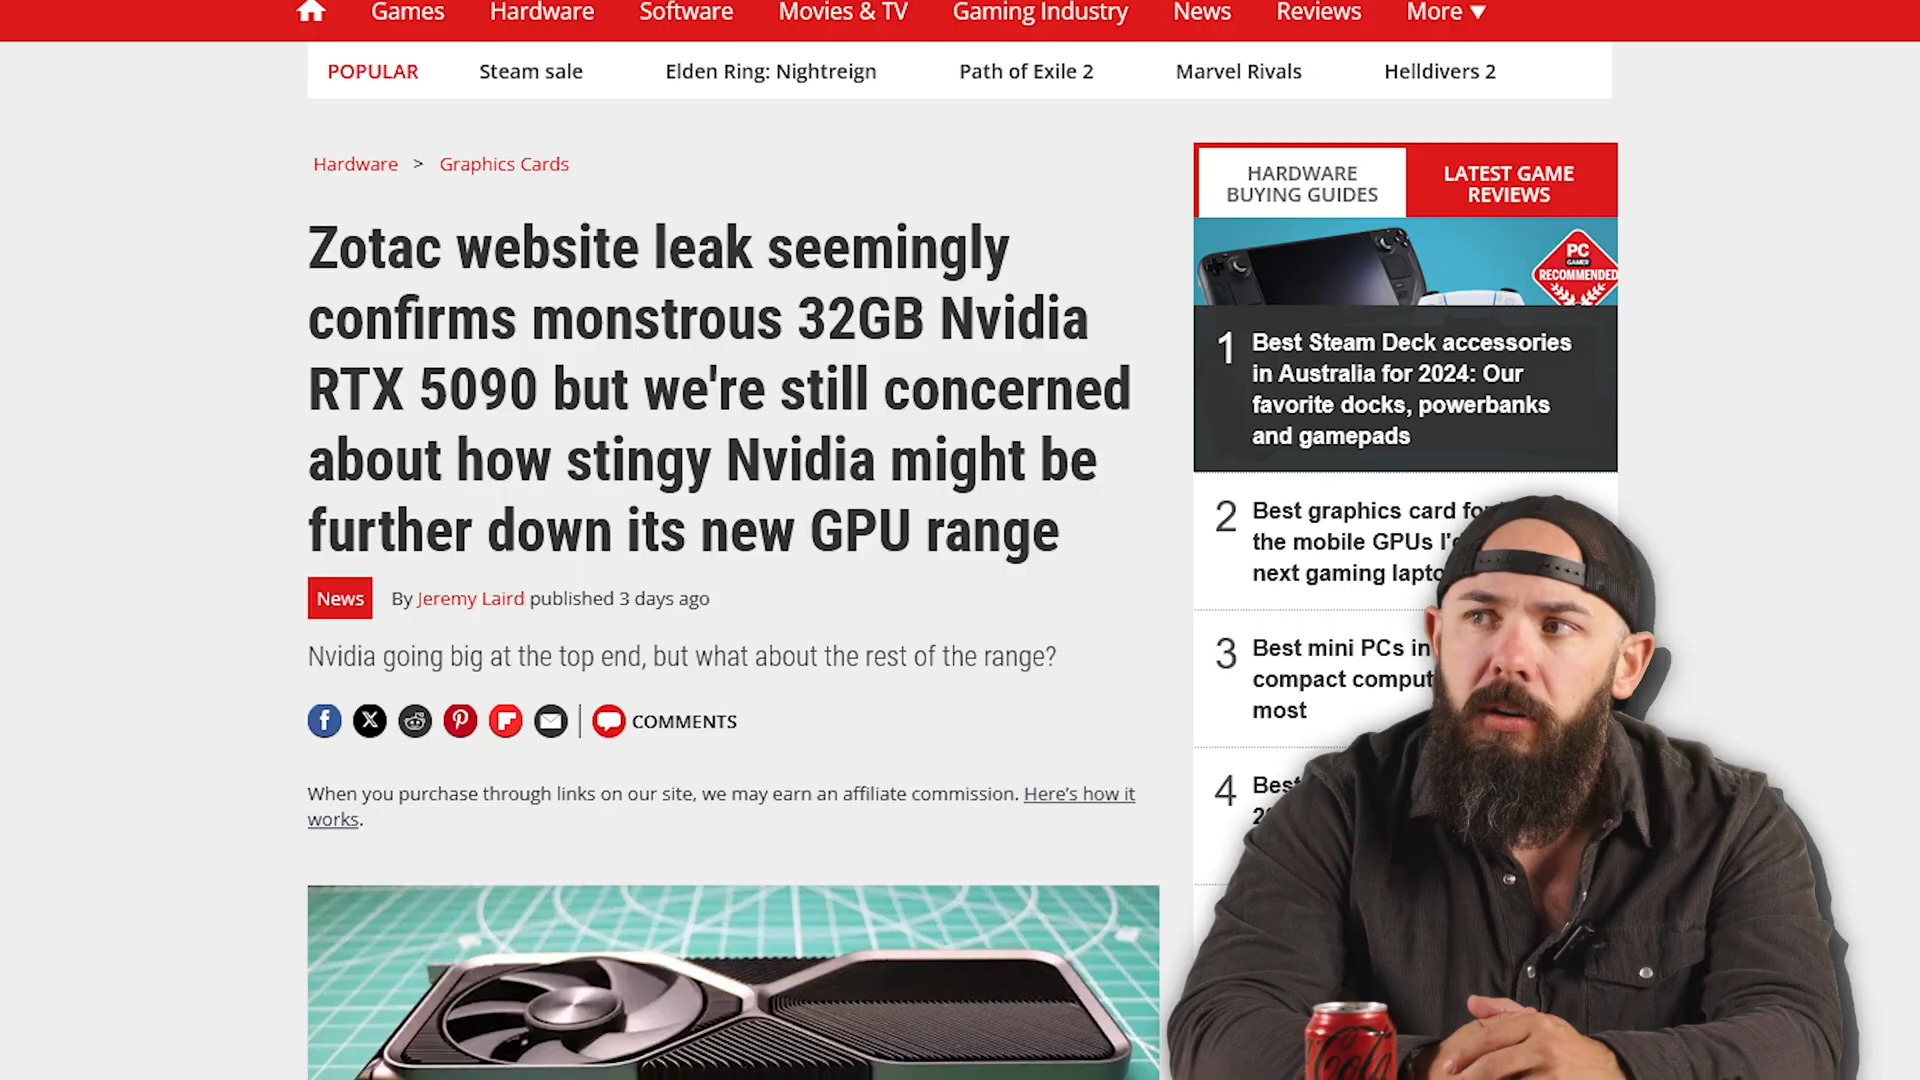 Games Hardware Software Movies & TV Gaming Industry News Reviews More
POPULAR Steam sale Elden Ring: Nightreign Path of Exile 2 Marvel Rivals Helldivers 2
Hardware > Graphics Cards
Zotac website leak seemingly
confirms monstrous 32GB Nvidia
RTX 5090 but we're still concerned
about how stingy Nvidia might be
further down its new GPU range
News By Jeremy Laird published 3 days ago
Nvidia going big at the top end, but what about the rest of the range?
COMMENTS
When you purchase through links on our site, we may earn an affiliate commission. Here’s how it
works.
HARDWARE
BUYING GUIDES
LATEST GAME
REVIEWS
PC
GAMER
RECOMMENDED
1 Best Steam Deck accessories
in Australia for 2024: Our
favorite docks, powerbanks
and gamepads
2 Best graphics card
the mobile GPUs
next gaming
3 Best mini PCs in
compact
most
4